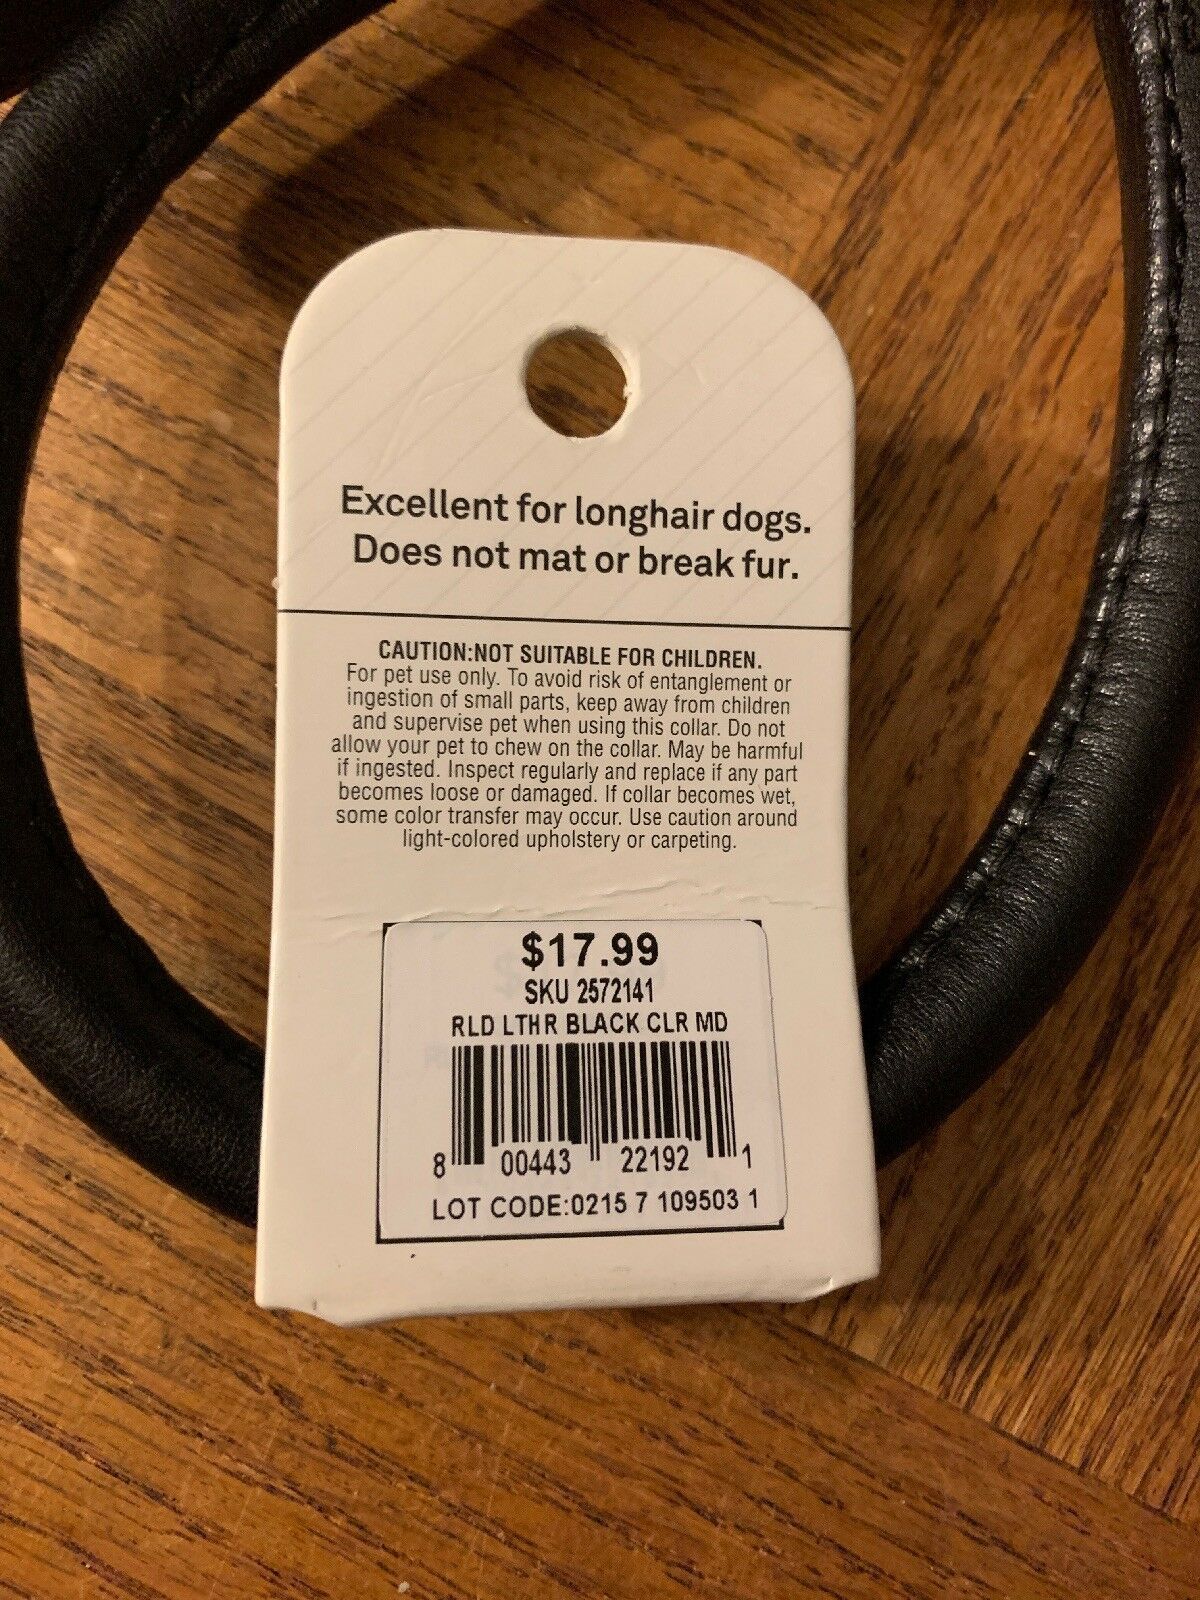 Excellent for longhair dogs.
Does not mat or break fur.
CAUTION:NOT SUITABLE FOR CHILDREN.
For pet use only. To avoid risk of entanglement or
ingestion of small parts, keep away from children
and supervise pet when using this collar. Do not
allow your pet to chew on the collar. May be harmful
if ingested. Inspect regularly and replace if any part
becomes loose or damaged. If collar becomes wet,
some color transfer may occur. Use caution around
light-colored upholstery or carpeting.
$17.99
SKU 2572141
RLD LTHR BLACK CLR MD
8 00443 22192 1
LOT CODE:0215 7 109503 1